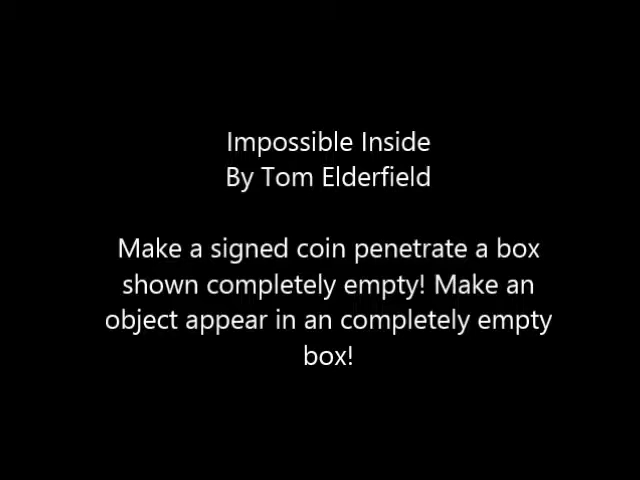 Impossible Inside
By Tom Elderfield
Make a signed coin penetrate a box
shown completely empty! Make an
object appear in an completely empty
box!